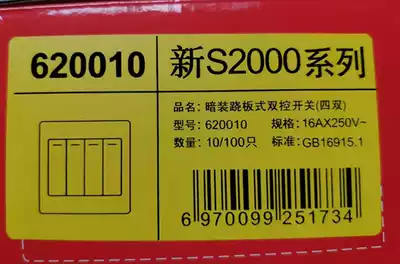 620010 新S2000系列
品名: 暗装跷板式双控开关(四双)
型号: 620010 规格: 16AX250V~
数量: 10/100只 标准: GB16915.1
6 970099 251734